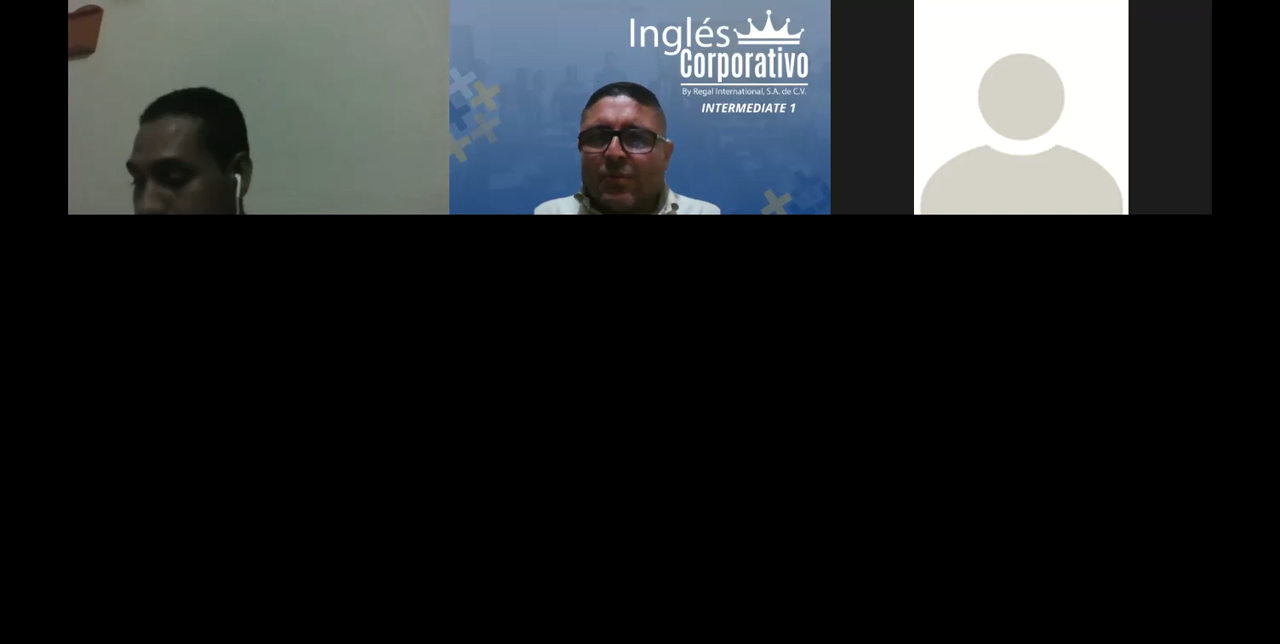 Inglés
Corporativo
By Regal International, S.A. de C.V.
INTERMEDIATE 1